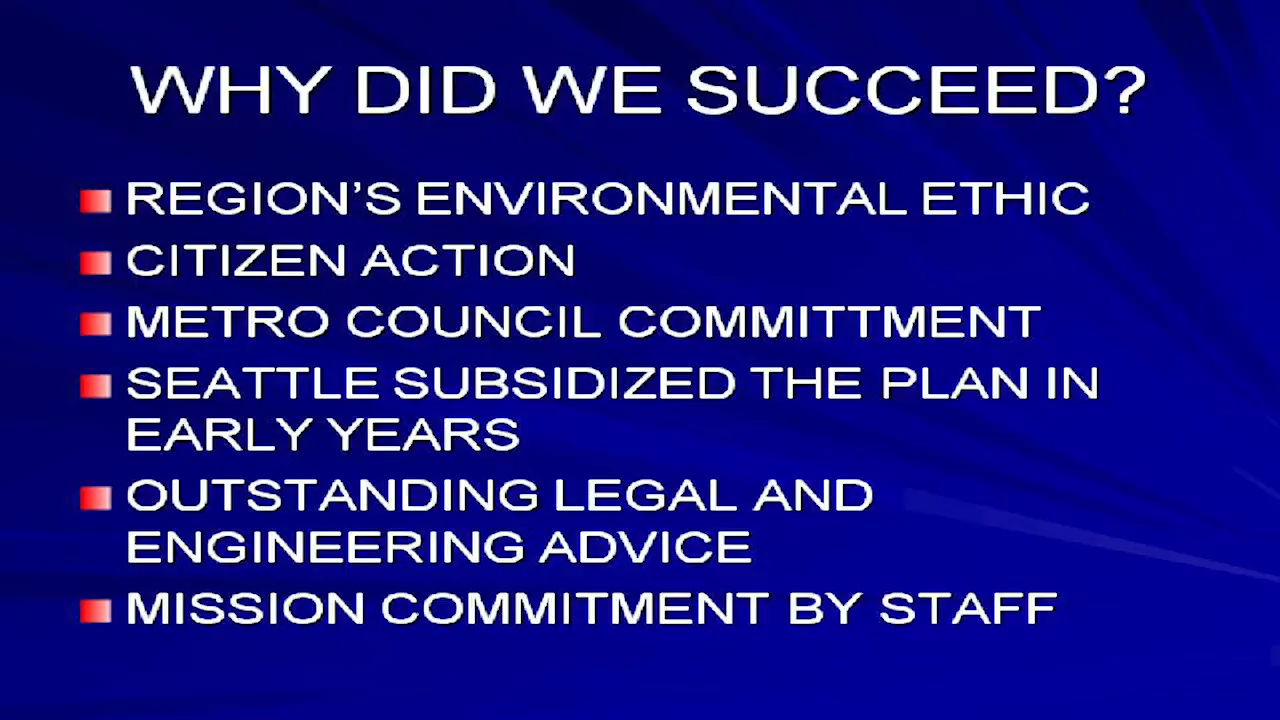 WHY DID WE SUCCEED?
REGION'S ENVIRONMENTAL ETHIC
CITIZEN ACTION
METRO COUNCIL COMMITTMENT
SEATTLE SUBSIDIZED THE PLAN IN
EARLY YEARS
OUTSTANDING LEGAL AND
ENGINEERING ADVICE
MISSION COMMITMENT BY STAFF